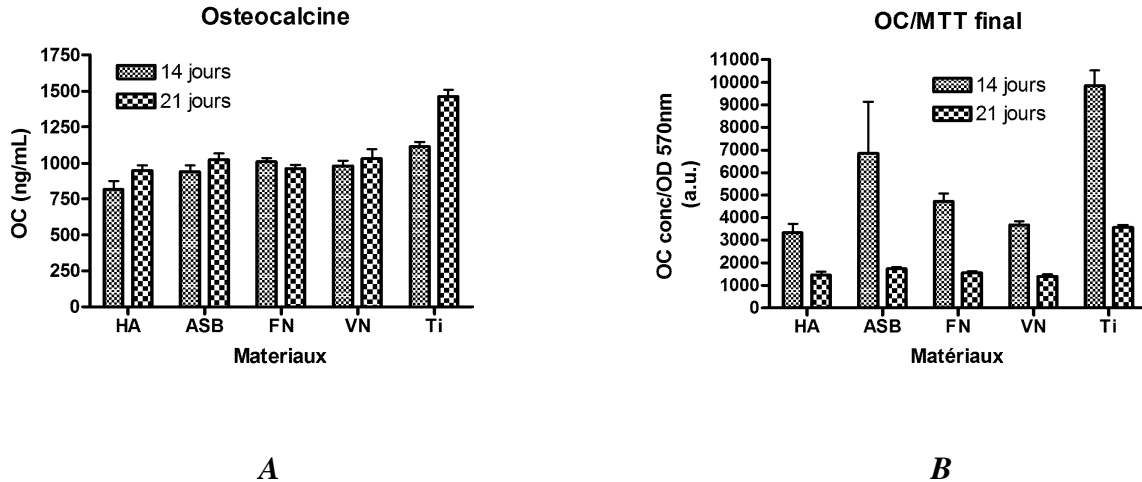 Osteocalcine
1750
1500
1250
1000
750
500
250
0
OC (ng/mL)
14 jours
21 jours
HA ASB FN VN Ti
Materiaux
A
OC/MTT final
11000
10000
9000
8000
7000
6000
5000
4000
3000
2000
1000
0
OC conc/OD 570nm
(a.u.)
14 jours
21 jours
HA ASB FN VN Ti
Matériaux
B